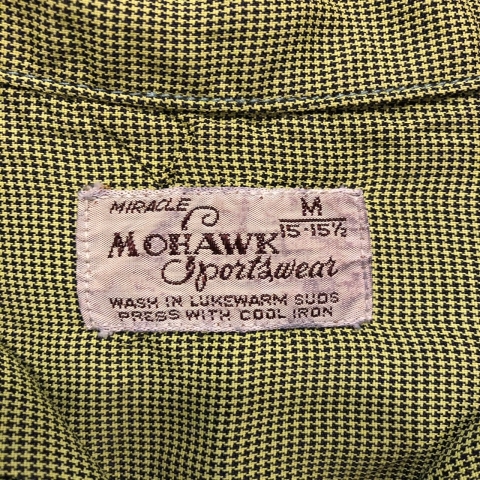 MIRACLE M
MOHAWK 15-15½
Sportswear
WASH IN LUKEWARM SUDS
PRESS WITH COOL IRON